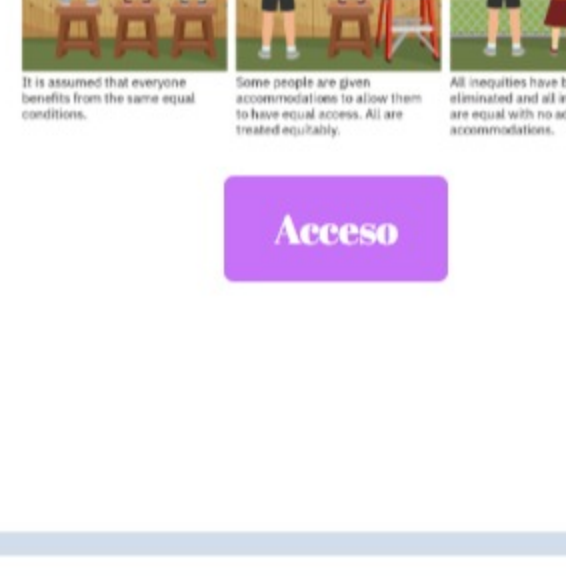 It is assumed that everyone
benefits from the same equal
conditions.
Some people are given
accommodations to allow them
to have equal access. All are
treated equitably.
All inequities have
eliminated and all
are equal with no
accommodations.
Acceso